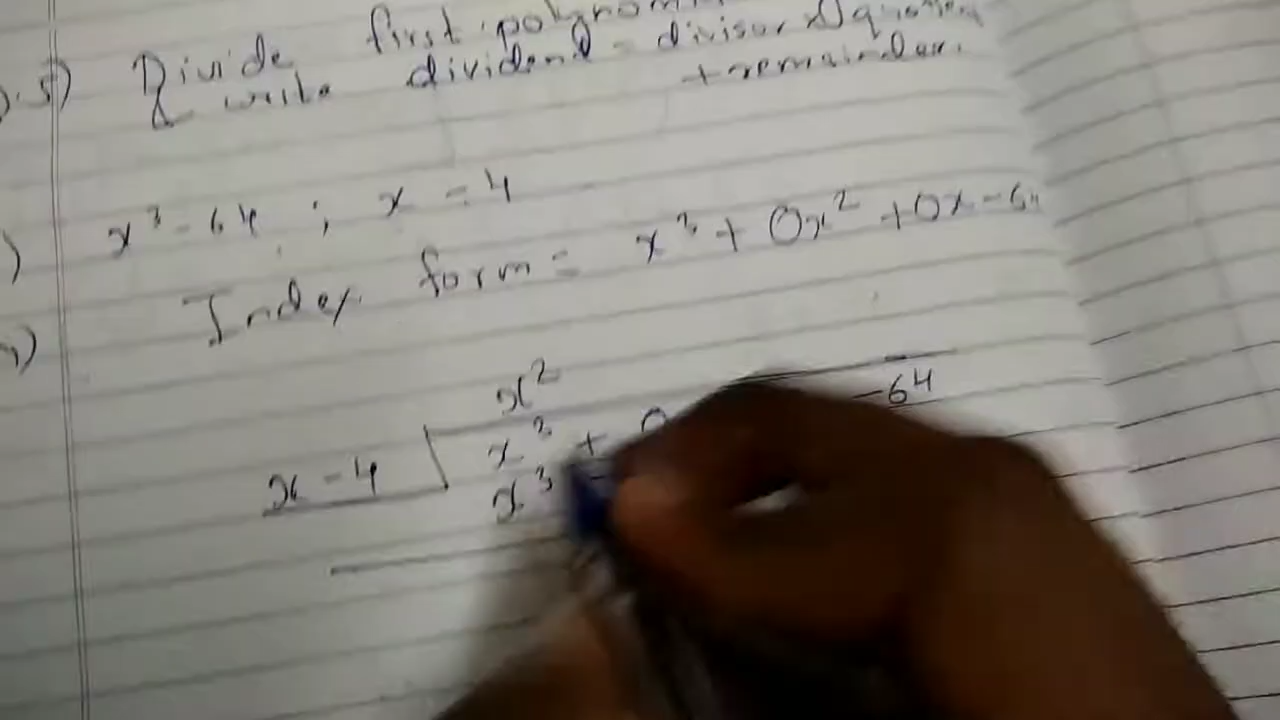 5) Divide first
& write dividend = divisor x quotient
+ remainder.
) x³ - 64 ; x - 4
) Index form = x³ + 0x² + 0x - 64
x²
x - 4 x³ + 0 - 64
x³ -